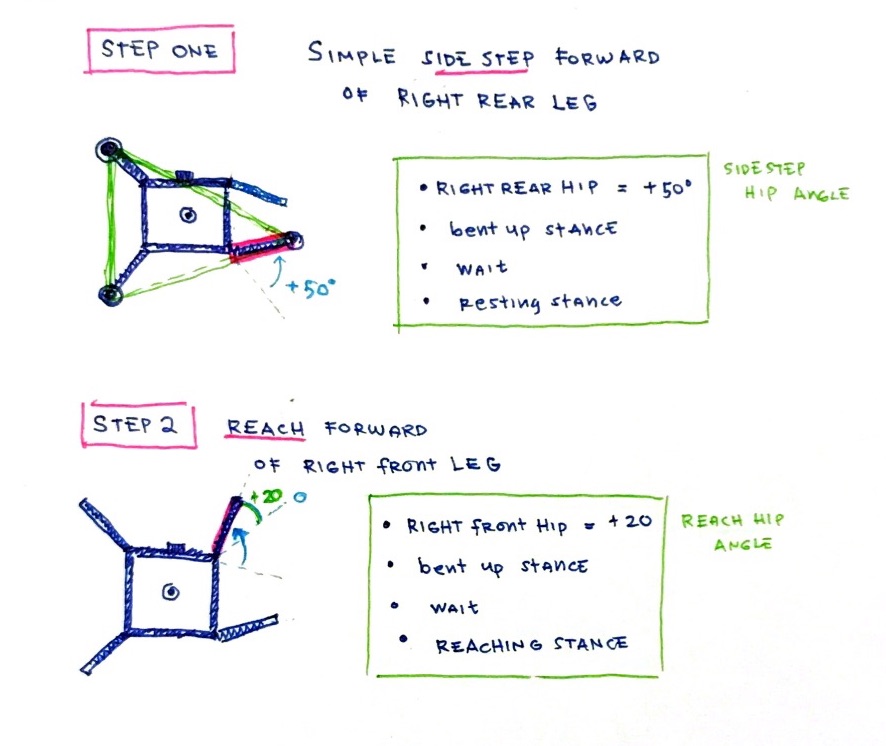 STEP ONE
SIMPLE SIDE STEP FORWARD
OF RIGHT REAR LEG
• RIGHT REAR HIP = +50°
• bent up stance
• WAIt
• Resting stance
SIDESTEP
HIP ANGLE
+50°
STEP 2
REACH FORWARD
OF RIGHT front LEG
+20 0
• RIGHT front HIP = +20
• bent up stance
• WAIt
• REACHING STANCE
REACH HIP
ANGLE